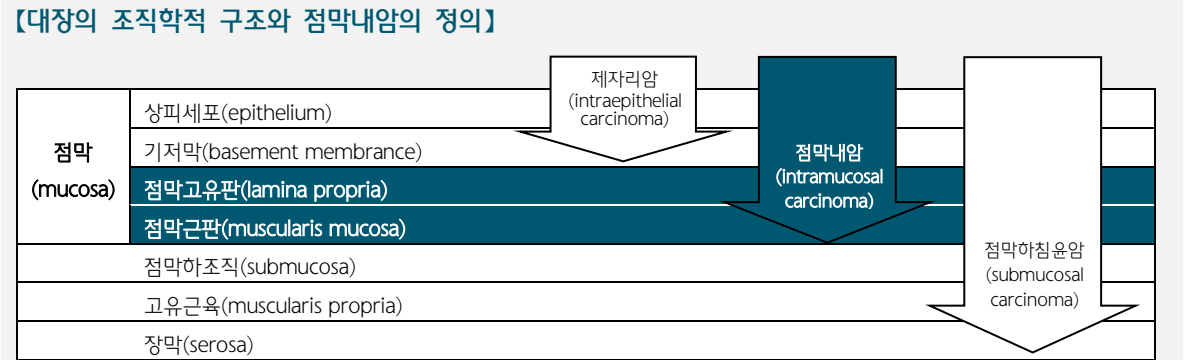 【대장의 조직학적 구조와 점막내암의 정의】
제자리암
(intraepithelial
carcinoma)
상피세포(epithelium)
기저막(basement membrance)
점막
(mucosa)
점막고유판(lamina propria)
점막근판(muscularis mucosa)
점막내암
(intramucosal
carcinoma)
점막하조직(submucosa)
고유근육(muscularis propria)
장막(serosa)
점막하침윤암
(submucosal
carcinoma)